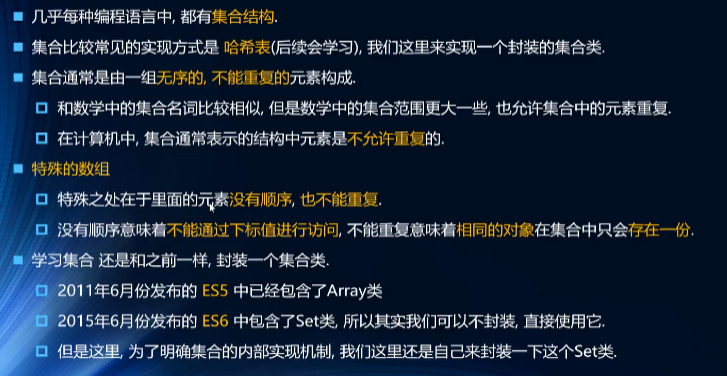 几乎每种编程语言中, 都有集合结构.
集合比较常见的实现方式是 哈希表(后续会学习), 我们这里来实现一个封装的集合类.
集合通常是由一组无序的, 不能重复的元素构成.
和数学中的集合名词比较相似, 但是数学中的集合范围更大一些, 也允许集合中的元素重复.
在计算机中, 集合通常表示的结构中元素是不允许重复的.
特殊的数组
特殊之处在于里面的元素没有顺序, 也不能重复.
没有顺序意味着不能通过下标值进行访问, 不能重复意味着相同的对象在集合中只会存在一份.
学习集合 还是和之前一样, 封装一个集合类.
2011年6月份发布的 ES5 中已经包含了Array类
2015年6月份发布的 ES6 中包含了Set类, 所以其实我们可以不封装, 直接使用它.
但是这里, 为了明确集合的内部实现机制, 我们这里还是自己来封装一下这个Set类.